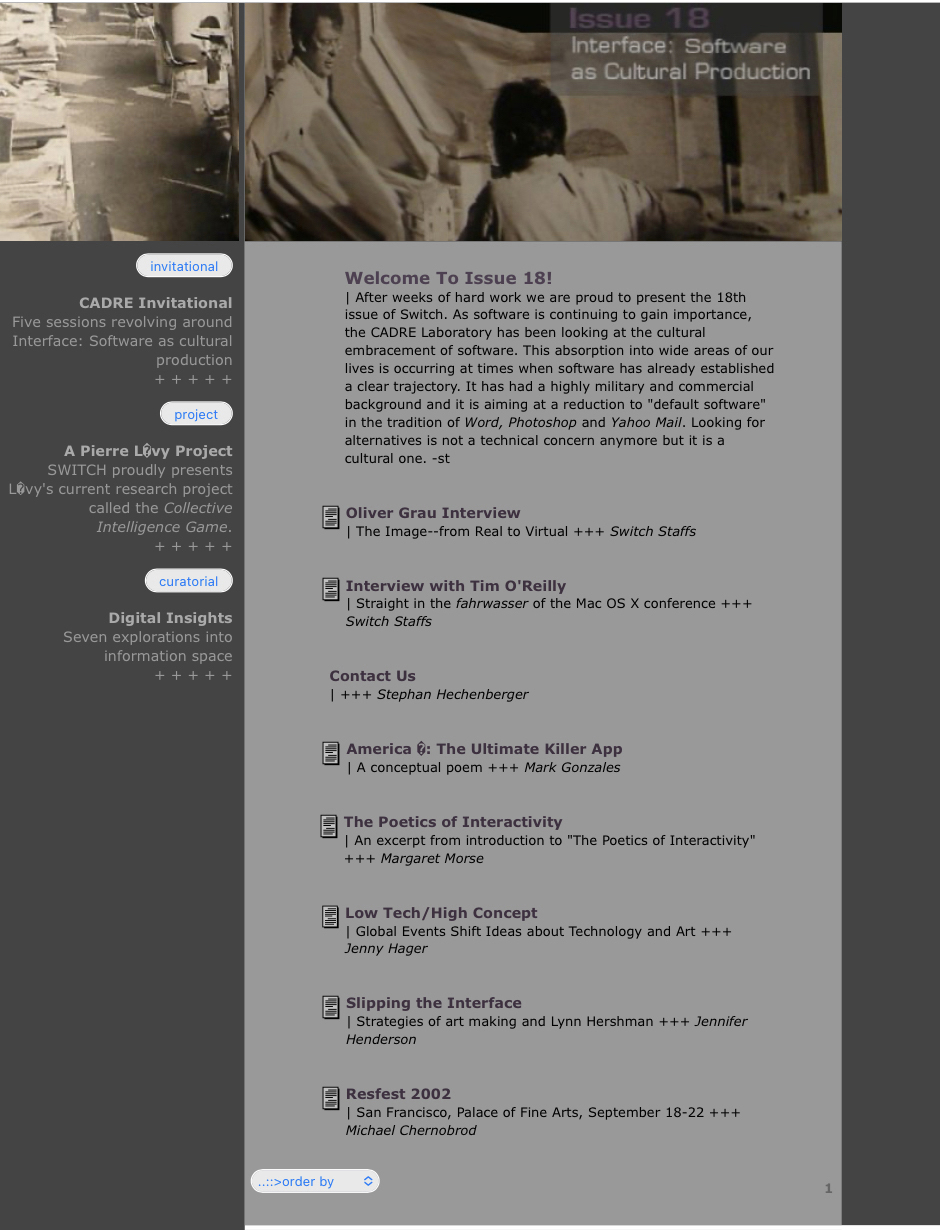 Issue 18
Interface: Software
as Cultural Production
invitational
CADRE Invitational
Five sessions revolving around
Interface: Software as cultural
production
+ + + + +
project
A Pierre L�vy Project
SWITCH proudly presents
L�vy's current research project
called the Collective
Intelligence Game.
+ + + + +
curatorial
Digital Insights
Seven explorations into
information space
+ + + + +
Welcome To Issue 18!
| After weeks of hard work we are proud to present the 18th
issue of Switch. As software is continuing to gain importance,
the CADRE Laboratory has been looking at the cultural
embracement of software. This absorption into wide areas of our
lives is occurring at times when software has already established
a clear trajectory. It has had a highly military and commercial
background and it is aiming at a reduction to "default software"
in the tradition of Word, Photoshop and Yahoo Mail. Looking for
alternatives is not a technical concern anymore but it is a
cultural one. -st
Oliver Grau Interview
| The Image--from Real to Virtual +++ Switch Staffs
Interview with Tim O'Reilly
| Straight in the fahrwasser of the Mac OS X conference +++
Switch Staffs
Contact Us
| +++ Stephan Hechenberger
America �: The Ultimate Killer App
| A conceptual poem +++ Mark Gonzales
The Poetics of Interactivity
| An excerpt from introduction to "The Poetics of Interactivity"
+++ Margaret Morse
Low Tech/High Concept
| Global Events Shift Ideas about Technology and Art +++
Jenny Hager
Slipping the Interface
| Strategies of art making and Lynn Hershman +++ Jennifer
Henderson
Resfest 2002
| San Francisco, Palace of Fine Arts, September 18-22 +++
Michael Chernobrod
..::>order by
1